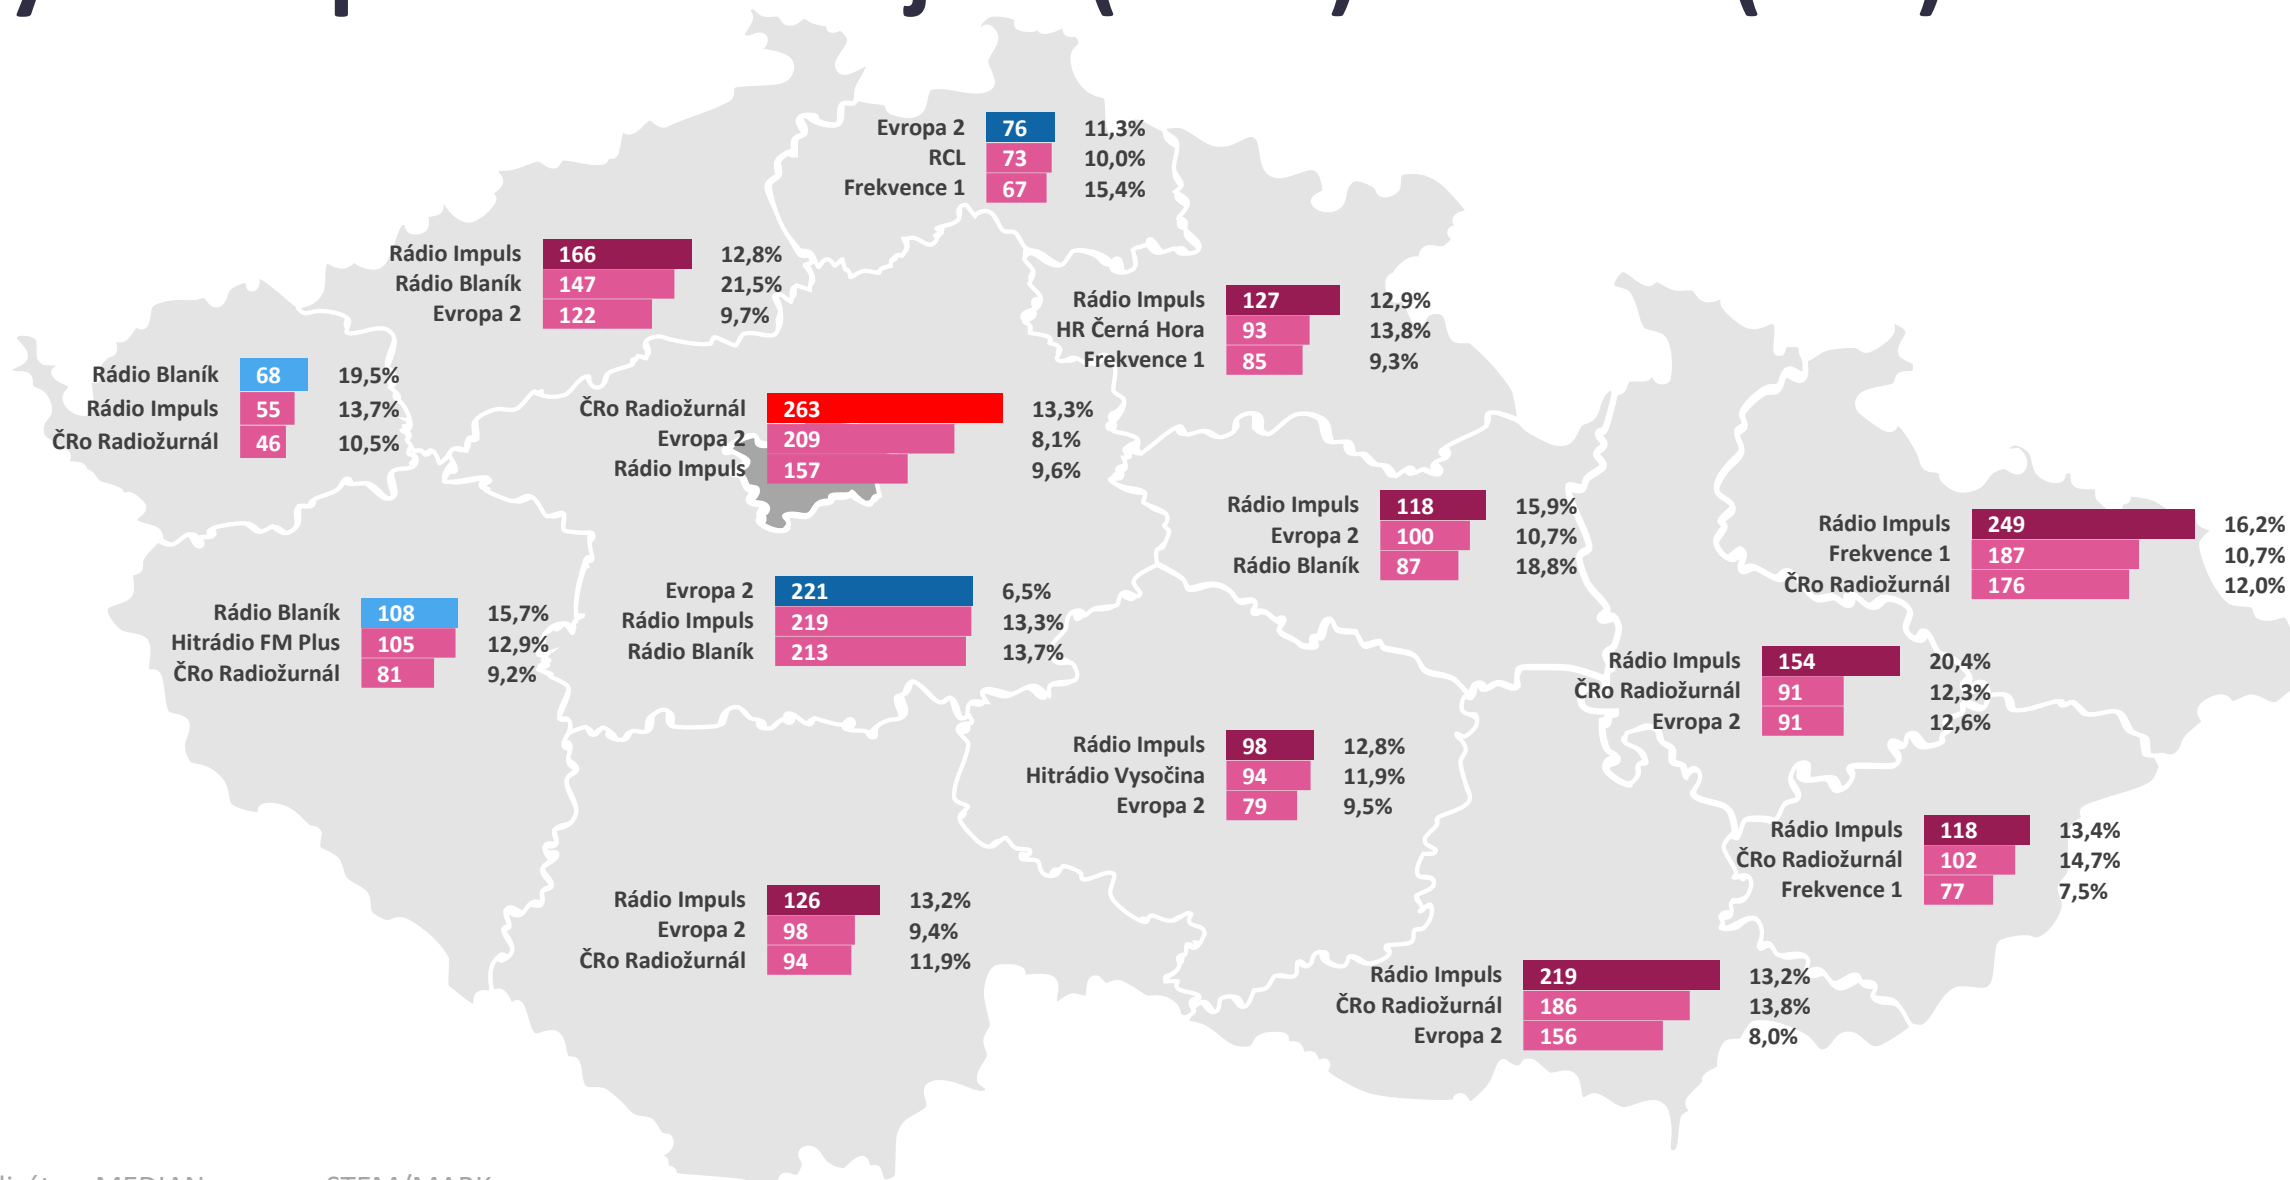 Evropa 2 76 11,3%
RCL 73 10,0%
Frekvence 1 67 15,4%
Rádio Impuls 166 12,8%
Rádio Blaník 147 21,5%
Evropa 2 122 9,7%
Rádio Impuls 127 12,9%
HR Černá Hora 93 13,8%
Frekvence 1 85 9,3%
Rádio Blaník 68 19,5%
Rádio Impuls 55 13,7%
ČRo Radiožurnál 46 10,5%
ČRo Radiožurnál 263 13,3%
Evropa 2 209 8,1%
Rádio Impuls 157 9,6%
Rádio Impuls 118 15,9%
Evropa 2 100 10,7%
Rádio Blaník 87 18,8%
Rádio Impuls 249 16,2%
Frekvence 1 187 10,7%
ČRo Radiožurnál 176 12,0%
Evropa 2 221 6,5%
Rádio Impuls 219 13,3%
Rádio Blaník 213 13,7%
Rádio Blaník 108 15,7%
Hitrádio FM Plus 105 12,9%
ČRo Radiožurnál 81 9,2%
Rádio Impuls 154 20,4%
ČRo Radiožurnál 91 12,3%
Evropa 2 91 12,6%
Rádio Impuls 98 12,8%
Hitrádio Vysočina 94 11,9%
Evropa 2 79 9,5%
Rádio Impuls 118 13,4%
ČRo Radiožurnál 102 14,7%
Frekvence 1 77 7,5%
Rádio Impuls 126 13,2%
Evropa 2 98 9,4%
ČRo Radiožurnál 94 11,9%
Rádio Impuls 219 13,2%
ČRo Radiožurnál 186 13,8%
Evropa 2 156 8,0%
MEDIAN STEM/MARK